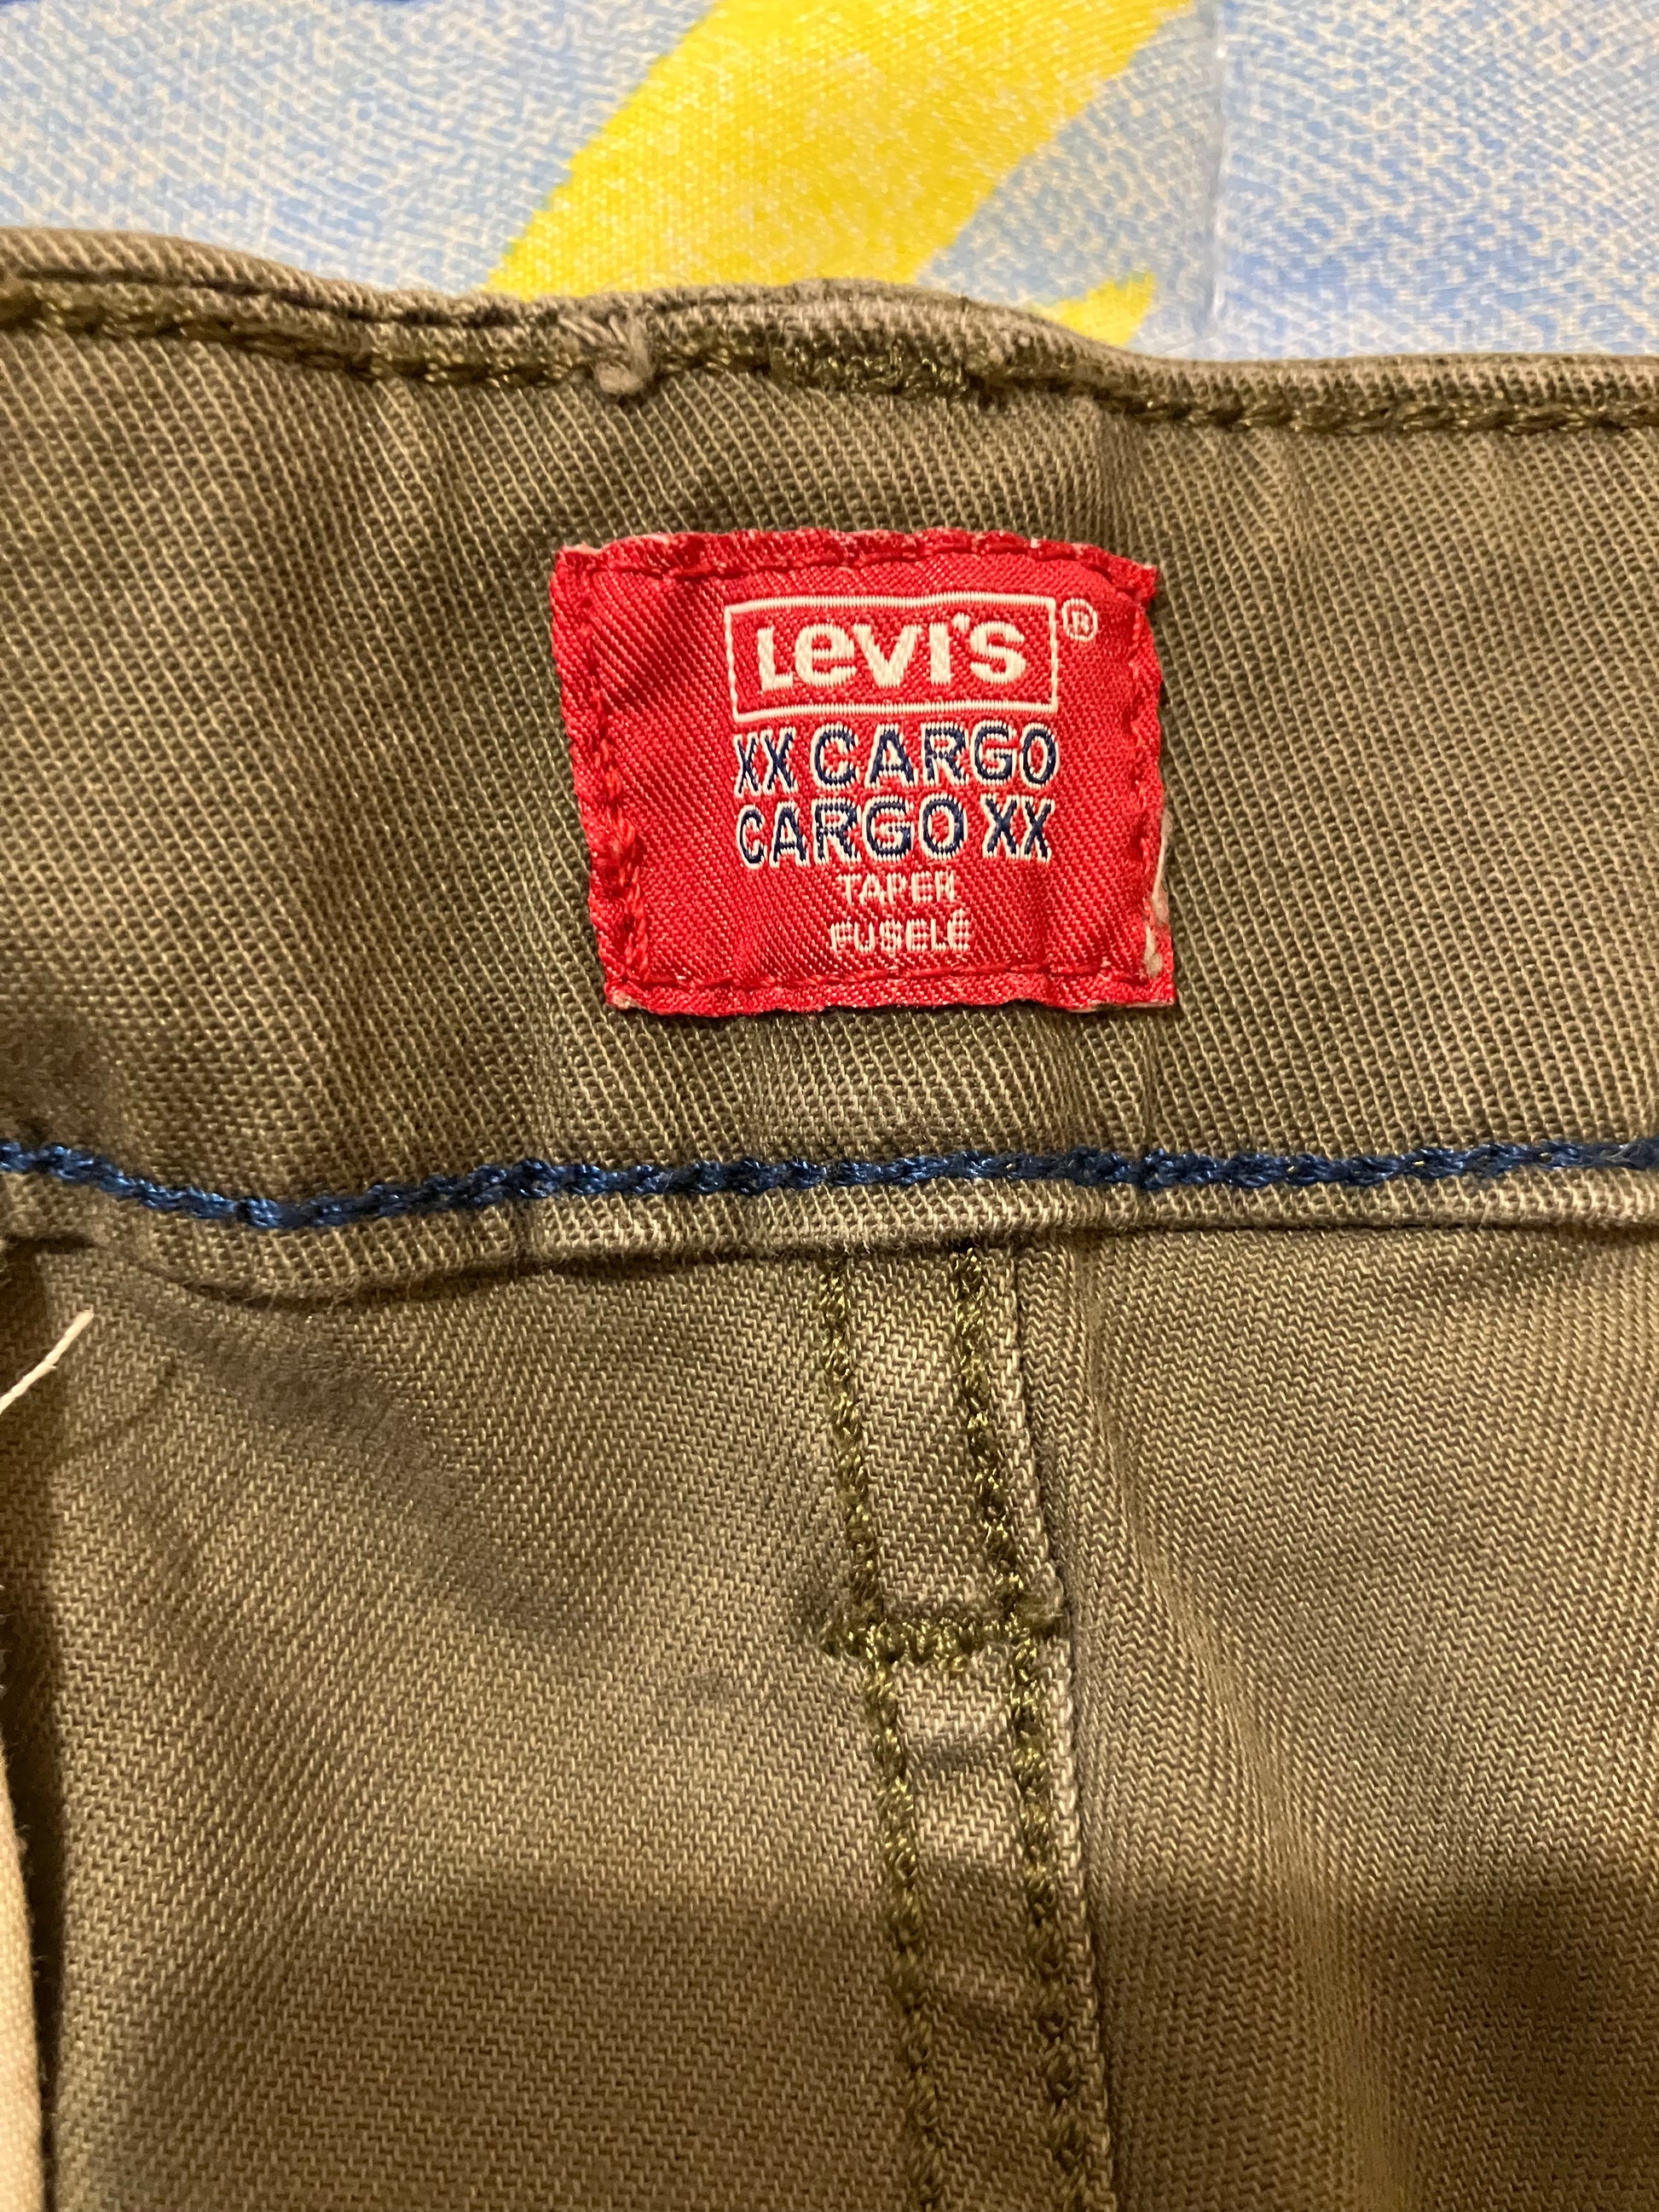 Levi's ®
XX CARGO
CARGO XX
TAPER
FUSELÉ